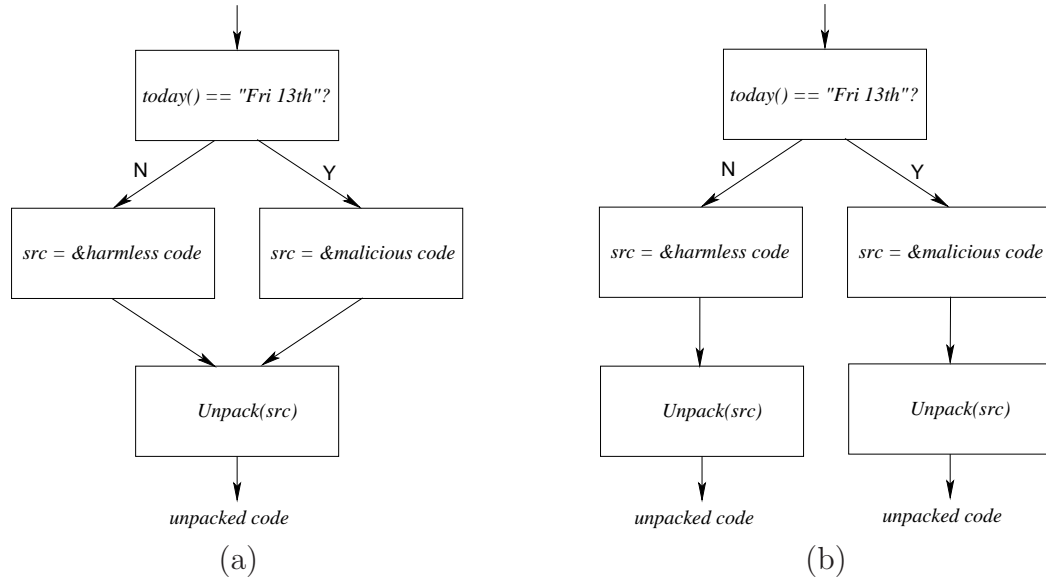 today() == "Fri 13th"?
N
Y
src = &harmless code
src = &malicious code
Unpack(src)
unpacked code
(a)
today() == "Fri 13th"?
N
Y
src = &harmless code
src = &malicious code
Unpack(src)
Unpack(src)
unpacked code
unpacked code
(b)